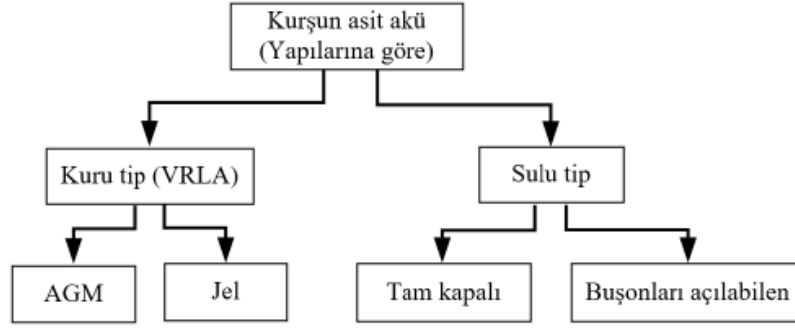 Kurşun asit akü
(Yapılarına göre)
Kuru tip (VRLA)
Sulu tip
AGM
Jel
Tam kapalı
Buşonları açılabilen